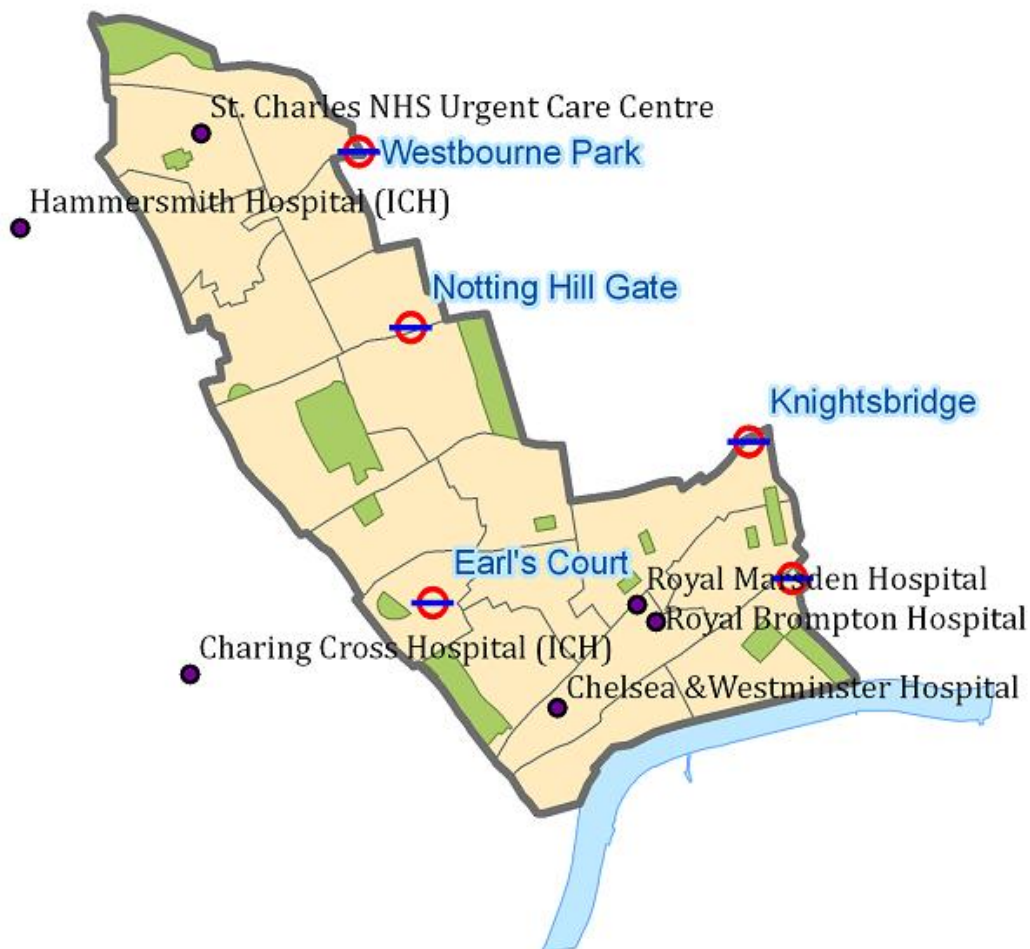 St. Charles NHS Urgent Care Centre
Westbourne Park
Hammersmith Hospital (ICH)
Notting Hill Gate
Knightsbridge
Earl's Court
Royal Marsden Hospital
Royal Brompton Hospital
Charing Cross Hospital (ICH)
Chelsea &Westminster Hospital